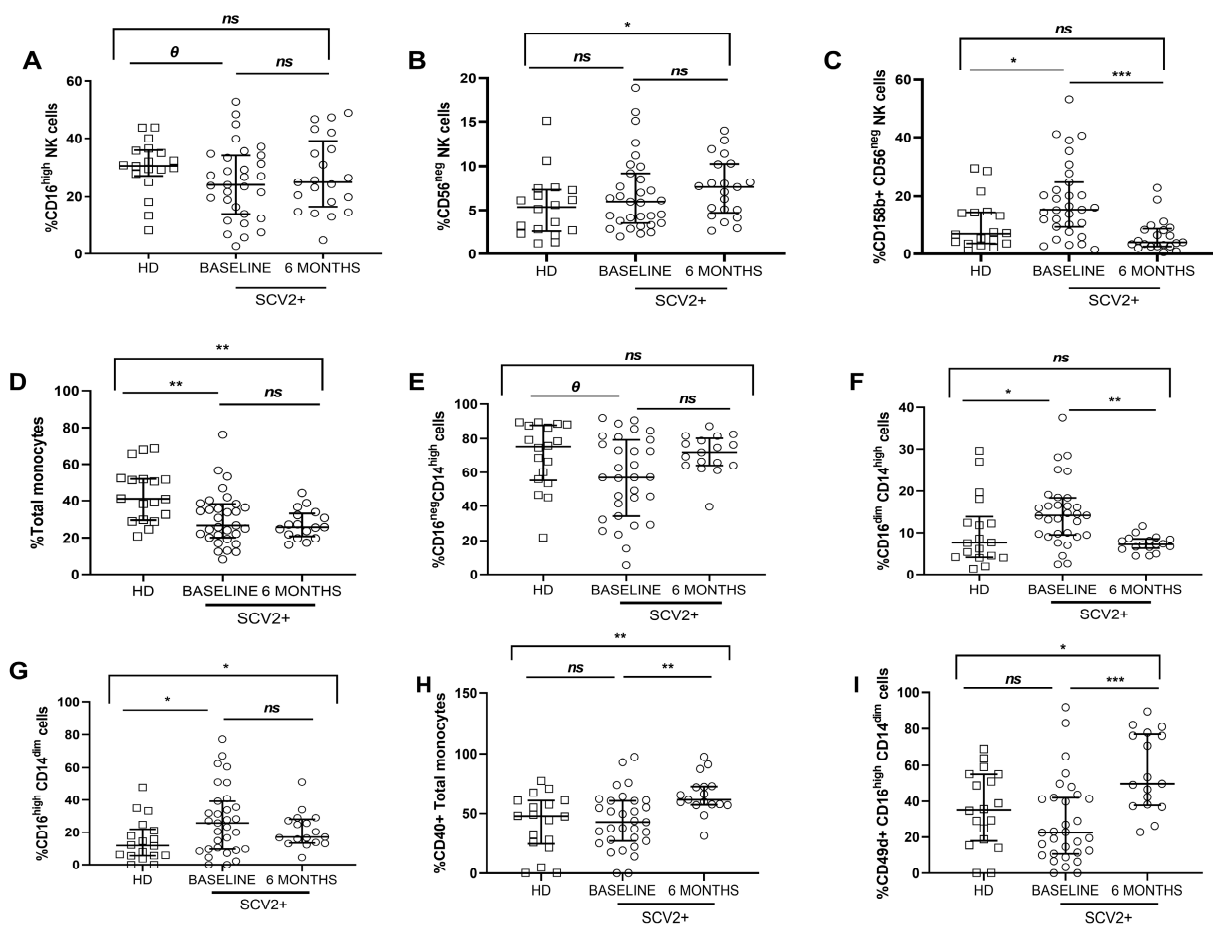 A
ns
θ
ns
%CD16high NK cells
60
40
20
0
HD
BASELINE
6 MONTHS
SCV2+
B
*
ns
ns
%CD56neg NK cells
20
15
10
5
0
HD
BASELINE
6 MONTHS
SCV2+
C
ns
*
***
%CD158b+ CD56neg NK cells
60
40
20
0
HD
BASELINE
6 MONTHS
SCV2+
D
**
**
ns
%Total monocytes
100
80
60
40
20
0
HD
BASELINE 6 MONTHS
SCV2+
E
ns
θ
ns
%CD16negCD14high cells
100
80
60
40
20
0
HD
BASELINE
6 MONTHS
SCV2+
F
ns
*
**
%CD16dim CD14high cells
40
30
20
10
0
HD
BASELINE
6 MONTHS
SCV2+
G
*
*
ns
%CD16high CD14dim cells
100
80
60
40
20
0
HD
BASELINE
6 MONTHS
SCV2+
H
**
ns
**
%CD40+ Total monocytes
150
100
50
0
HD
BASELINE
6 MONTHS
SCV2+
I
*
ns
***
%CD49d+ CD16high CD14dim cells
100
80
60
40
20
0
HD
BASELINE
6 MONTHS
SCV2+